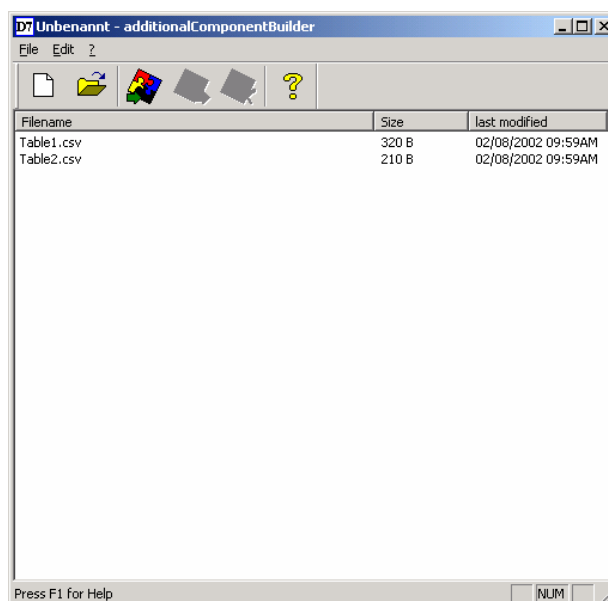 D7 Unbenannt - additionalComponentBuilder
File Edit ?
Filename Size last modified
Table1.csv 320 B 02/08/2002 09:59AM
Table2.csv 210 B 02/08/2002 09:59AM
Press F1 for Help NUM